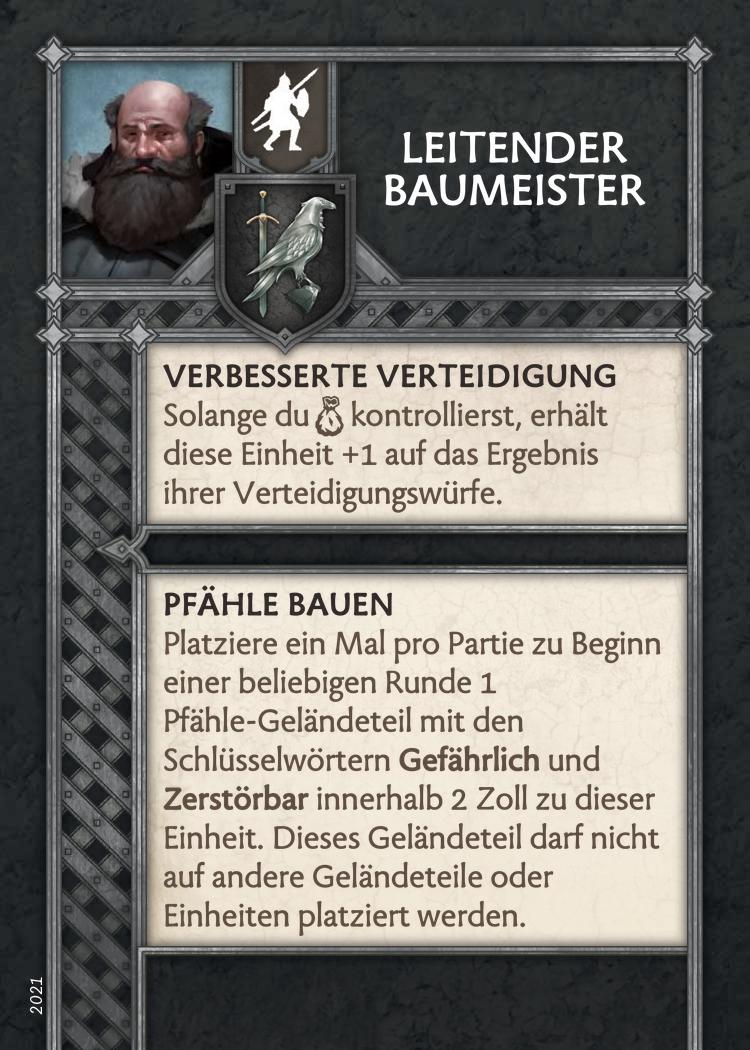 LEITENDER
BAUMEISTER
VERBESSERTE VERTEIDIGUNG
Solange du kontrollierst, erhält
diese Einheit +1 auf das Ergebnis
ihrer Verteidigungswürfe.
PFÄHLE BAUEN
Platziere ein Mal pro Partie zu Beginn
einer beliebigen Runde 1
Pfähle-Geländeteil mit den
Schlüsselwörtern Gefährlich und
Zerstörbar innerhalb 2 Zoll zu dieser
Einheit. Dieses Geländeteil darf nicht
auf andere Geländeteile oder
Einheiten platziert werden.
2021